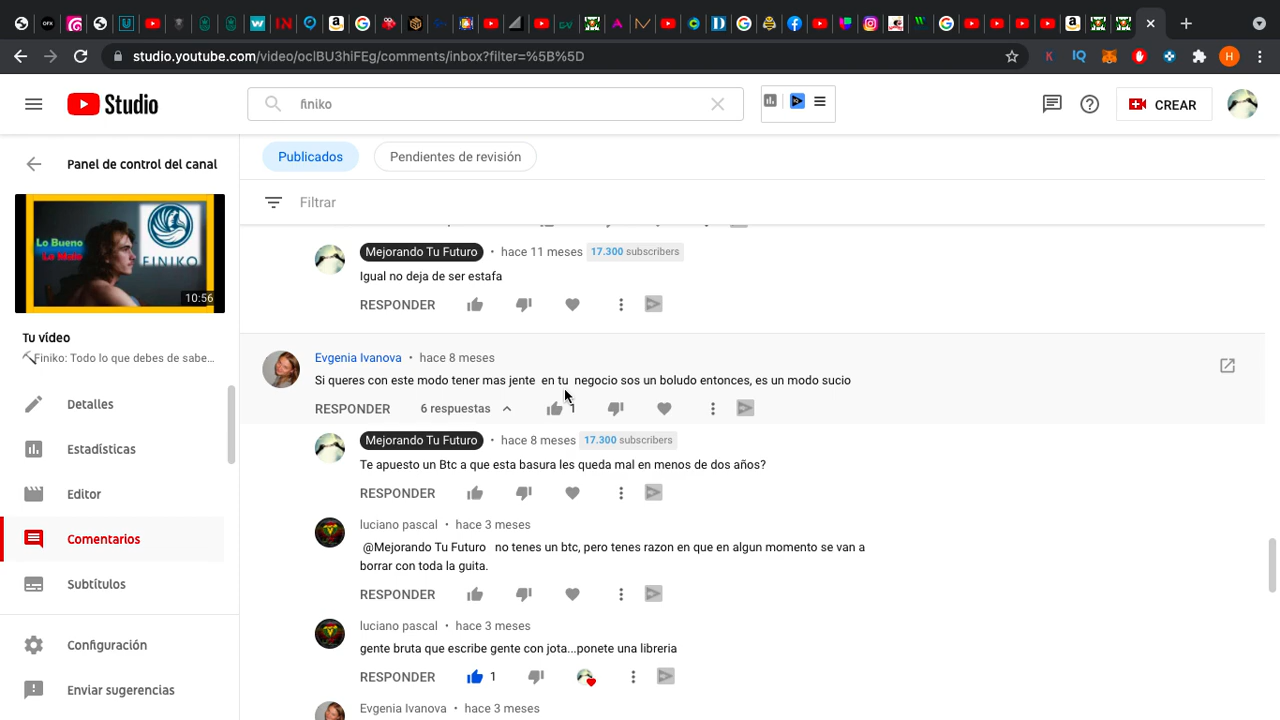 studio.youtube.com/video/oclBU3hiFEg/comments/inbox?filter=%5B%5D
Studio
finiko
CREAR
Panel de control del canal
Publicados
Pendientes de revisión
Filtrar
Lo Bueno
Lo Malo
FINIKO
10:56
Tu vídeo
Finiko: Todo lo que debes de sabe...
Detalles
Estadísticas
Editor
Comentarios
Subtítulos
Configuración
Enviar sugerencias
Mejorando Tu Futuro • hace 11 meses 17.300 subscribers
Igual no deja de ser estafa
RESPONDER
Evgenia Ivanova • hace 8 meses
Si queres con este modo tener mas jente en tu negocio sos un boludo entonces, es un modo sucio
RESPONDER 6 respuestas 1
Mejorando Tu Futuro • hace 8 meses 17.300 subscribers
Te apuesto un Btc a que esta basura les queda mal en menos de dos años?
RESPONDER
luciano pascal • hace 3 meses
@Mejorando Tu Futuro no tenes un btc, pero tenes razon en que en algun momento se van a
borrar con toda la guita.
RESPONDER
luciano pascal • hace 3 meses
gente bruta que escribe gente con jota...ponete una libreria
RESPONDER 1
Evgenia Ivanova • hace 3 meses